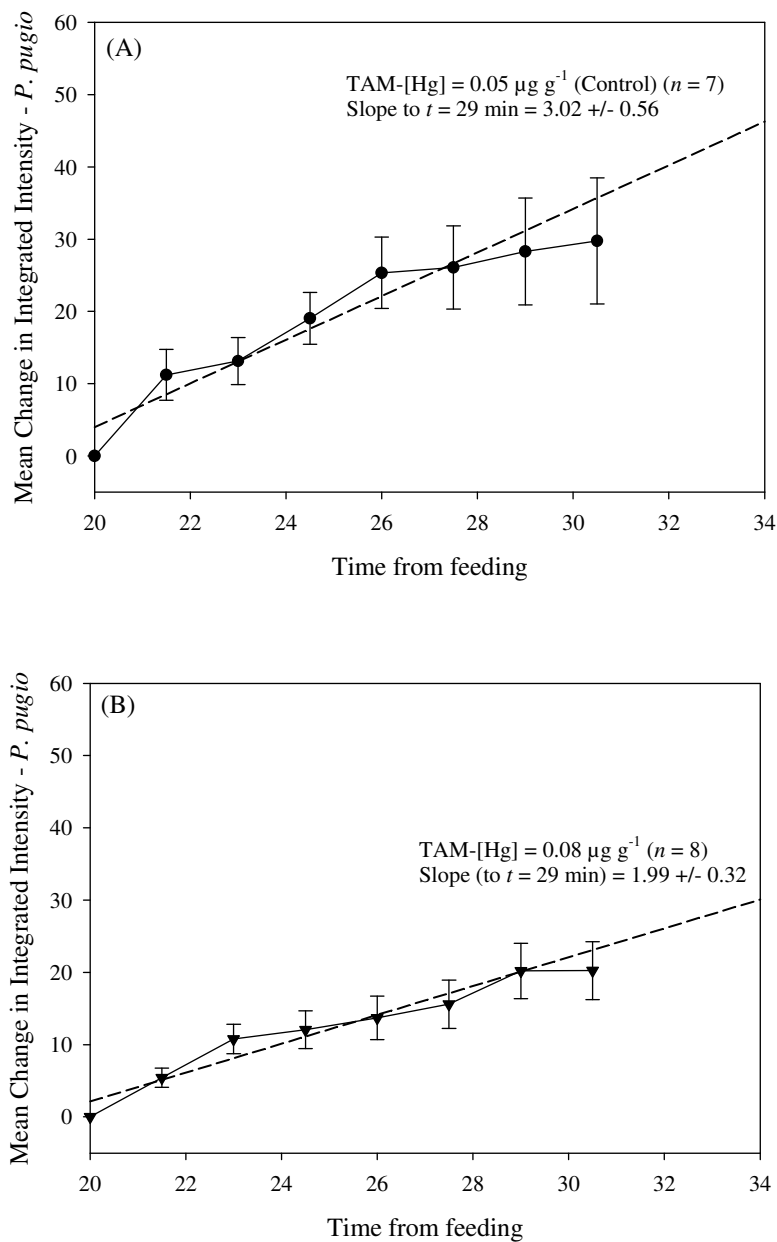 (A)
TAM-[Hg] = 0.05 µg g⁻¹ (Control) (n = 7)
Slope to t = 29 min = 3.02 +/- 0.56
Mean Change in Integrated Intensity - P. pugio
60
50
40
30
20
10
0
20 22 24 26 28 30 32 34
Time from feeding
(B)
TAM-[Hg] = 0.08 µg g⁻¹ (n = 8)
Slope (to t = 29 min) = 1.99 +/- 0.32
Mean Change in Integrated Intensity - P. pugio
60
50
40
30
20
10
0
20 22 24 26 28 30 32 34
Time from feeding